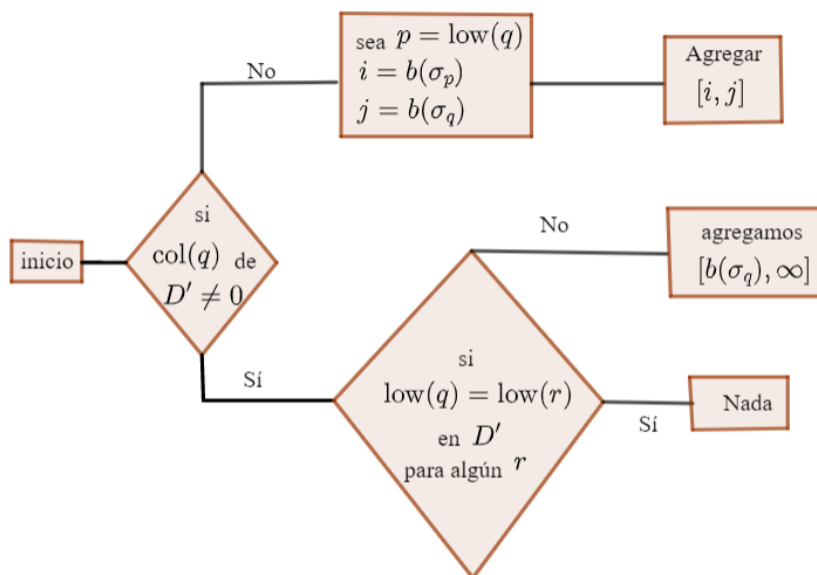 No
sea p = low(q)
i = b(σ_p)
j = b(σ_q)
Agregar
[i, j]
inicio
si
col(q) de
D′ ≠ 0
No
agregamos
[b(σ_q), ∞]
Sí
si
low(q) = low(r)
en D′
para algún r
Sí
Nada